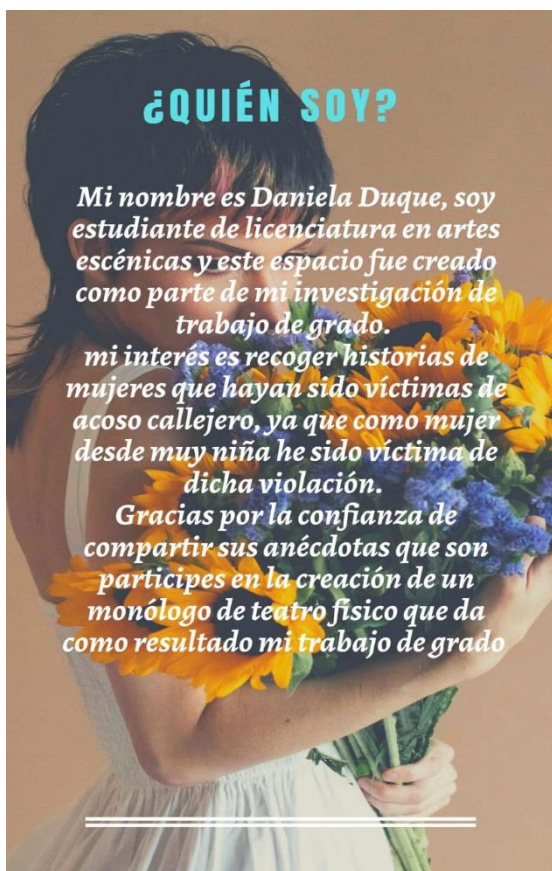 ¿QUIÉN SOY?
Mi nombre es Daniela Duque, soy
estudiante de licenciatura en artes
escénicas y este espacio fue creado
como parte de mi investigación de
trabajo de grado.
mi interés es recoger historias de
mujeres que hayan sido víctimas de
acoso callejero, ya que como mujer
desde muy niña he sido víctima de
dicha violación.
Gracias por la confianza de
compartir sus anécdotas que son
participes en la creación de un
monólogo de teatro fisico que da
como resultado mi trabajo de grado